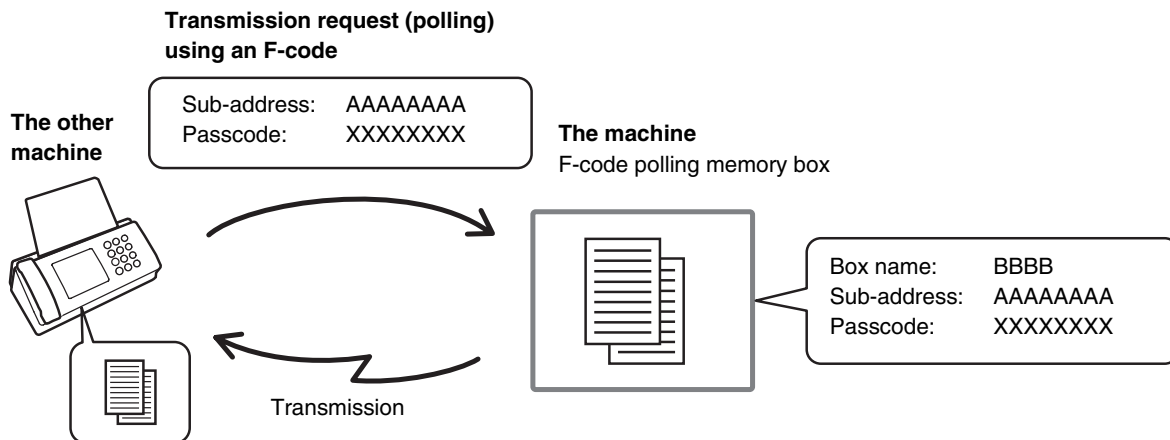 Transmission request (polling)
using an F-code
Sub-address: AAAAAAAA
Passcode: XXXXXXXX
The other
machine
The machine
F-code polling memory box
Box name: BBBB
Sub-address: AAAAAAAA
Passcode: XXXXXXXX
Transmission